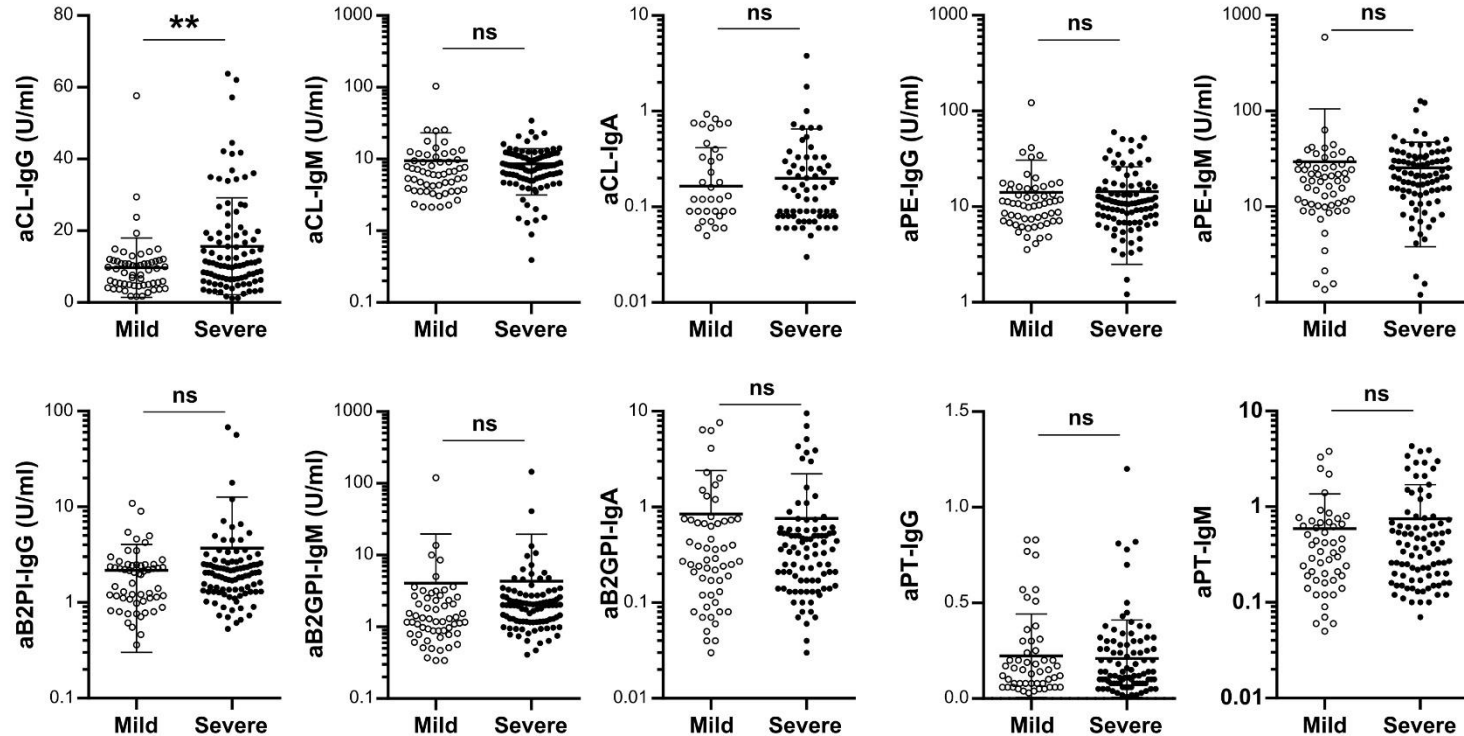 aCL-IgG (U/ml)
80
60
40
20
0
**
Mild Severe
aCL-IgM (U/ml)
1000
100
10
1
0.1
ns
Mild Severe
aCL-IgA
10
1
0.1
0.01
ns
Mild Severe
aPE-IgG (U/ml)
1000
100
10
1
ns
Mild Severe
aPE-IgM (U/ml)
1000
100
10
1
ns
Mild Severe
aB2PI-IgG (U/ml)
100
10
1
0.1
ns
Mild Severe
aB2GPI-IgM (U/ml)
1000
100
10
1
0.1
ns
Mild Severe
aB2GPI-IgA
10
1
0.1
0.01
ns
Mild Severe
aPT-IgG
1.5
1.0
0.5
0.0
ns
Mild Severe
aPT-IgM
10
1
0.1
0.01
ns
Mild Severe